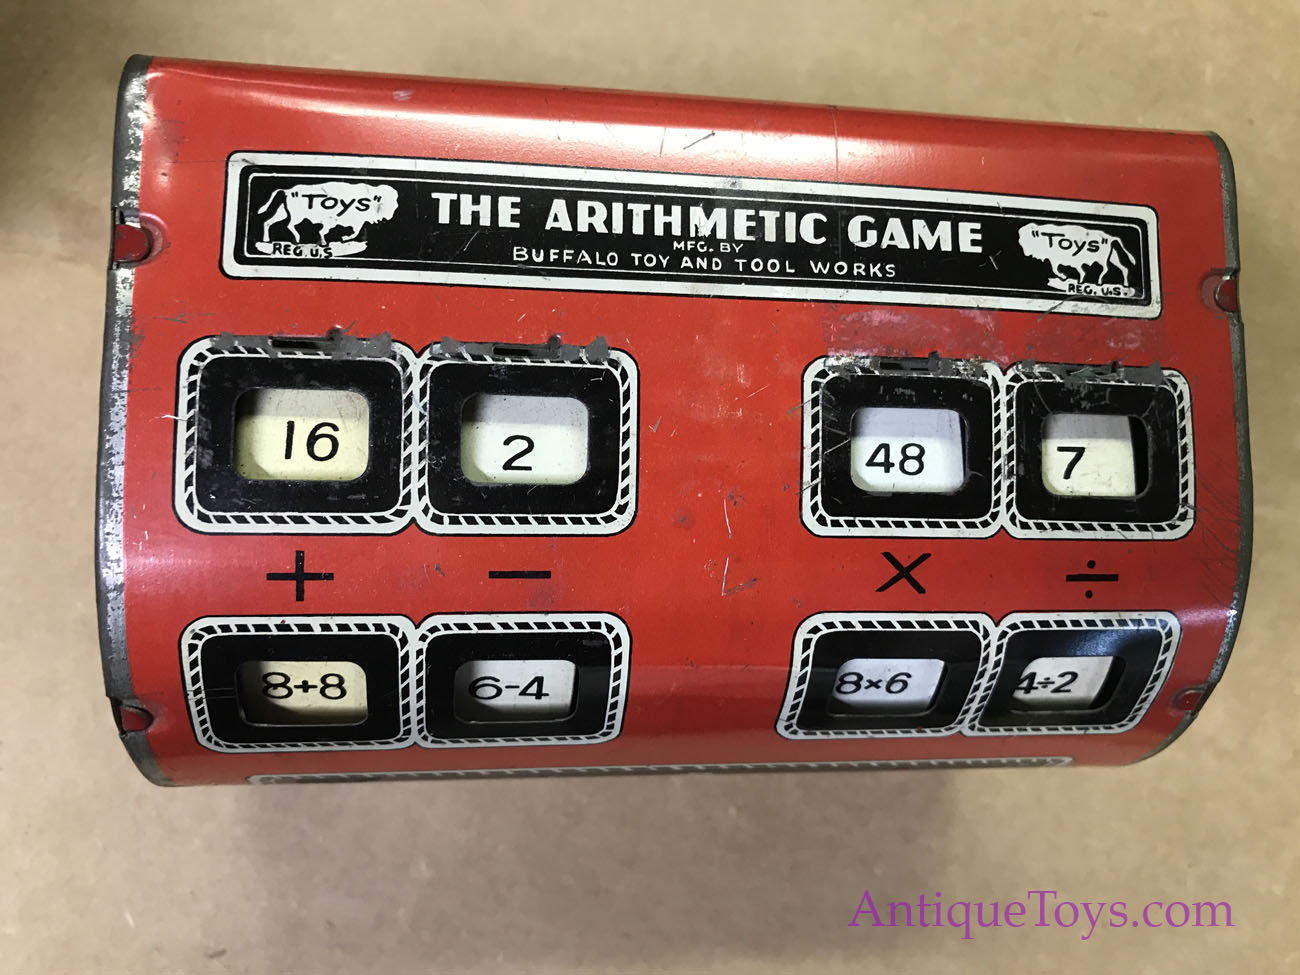 "Toys"
REG. U.S.
THE ARITHMETIC GAME
MFG. BY
BUFFALO TOY AND TOOL WORKS
"Toys"
REG. U.S.
16 2 48 7
+ − × ÷
8+8 6-4 8×6 4÷2
AntiqueToys.com